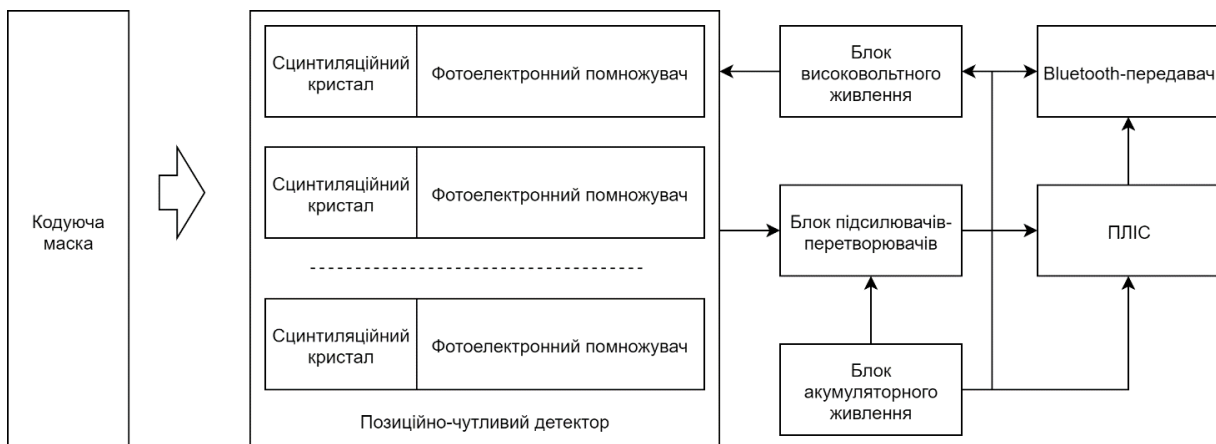 Кодуюча
маска
Сцинтиляційний
кристал
Фотоелектронний помножувач
Сцинтиляційний
кристал
Фотоелектронний помножувач
Сцинтиляційний
кристал
Фотоелектронний помножувач
Позиційно-чутливий детектор
Блок
високовольтного
живлення
Bluetooth-передавач
Блок підсилювачів-
перетворювачів
ПЛІС
Блок
акумуляторного
живлення